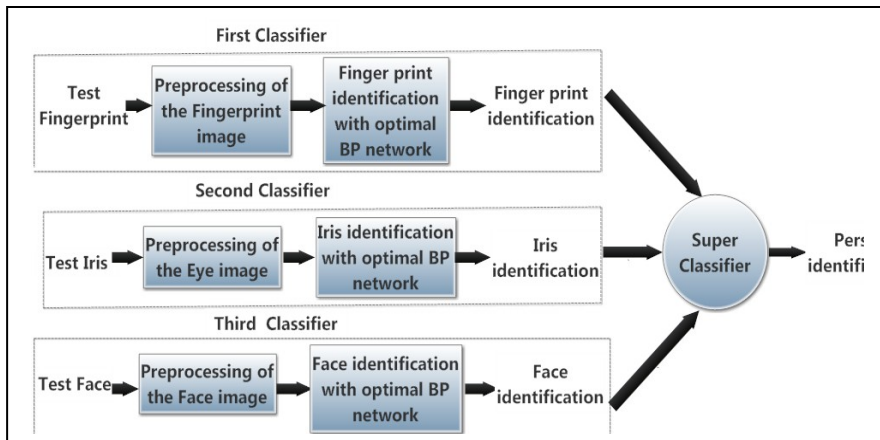 First Classifier
Test
Fingerprint
Preprocessing of
the Fingerprint
image
Finger print
identification
with optimal
BP network
Finger print
identification
Second Classifier
Test Iris
Preprocessing of
the Eye image
Iris identification
with optimal BP
network
Iris
identification
Super
Classifier
Third Classifier
Test Face
Preprocessing of
the Face image
Face identification
with optimal BP
network
Face
identification